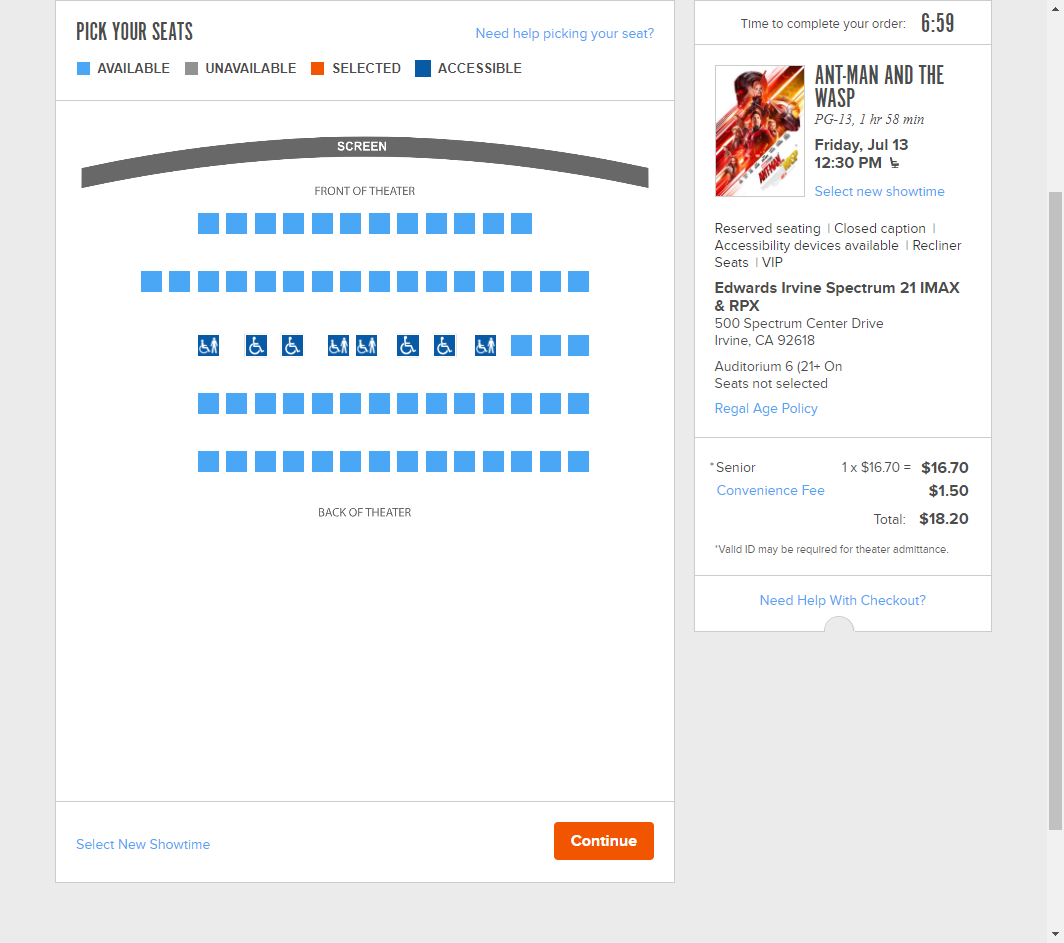 PICK YOUR SEATS
Need help picking your seat?
AVAILABLE UNAVAILABLE SELECTED ACCESSIBLE
SCREEN
FRONT OF THEATER
BACK OF THEATER
Select New Showtime
Continue
Time to complete your order: 6:59
ANT-MAN AND THE
WASP
PG-13, 1 hr 58 min
Friday, Jul 13
12:30 PM
Select new showtime
Reserved seating | Closed caption |
Accessibility devices available | Recliner
Seats | VIP
Edwards Irvine Spectrum 21 IMAX
& RPX
500 Spectrum Center Drive
Irvine, CA 92618
Auditorium 6 (21+ On
Seats not selected
Regal Age Policy
*Senior 1 x $16.70 = $16.70
Convenience Fee $1.50
Total: $18.20
*Valid ID may be required for theater admittance.
Need Help With Checkout?